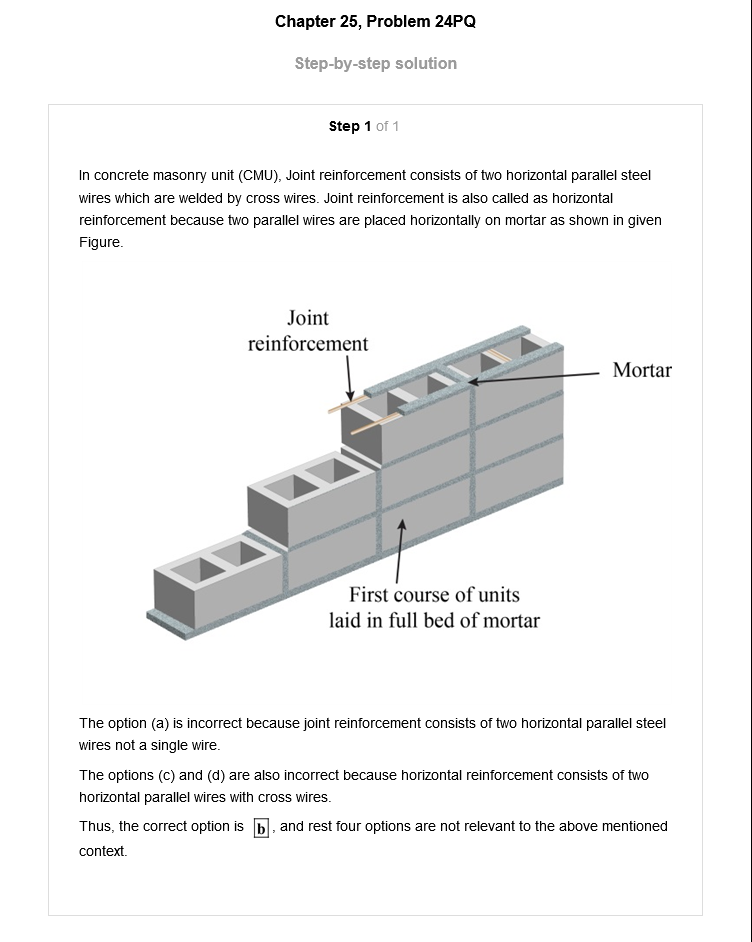 Chapter 25, Problem 24PQ
Step-by-step solution
Step 1 of 1
In concrete masonry unit (CMU), Joint reinforcement consists of two horizontal parallel steel
wires which are welded by cross wires. Joint reinforcement is also called as horizontal
reinforcement because two parallel wires are placed horizontally on mortar as shown in given
Figure.
Joint
reinforcement
Mortar
First course of units
laid in full bed of mortar
The option (a) is incorrect because joint reinforcement consists of two horizontal parallel steel
wires not a single wire.
The options (c) and (d) are also incorrect because horizontal reinforcement consists of two
horizontal parallel wires with cross wires.
Thus, the correct option is b, and rest four options are not relevant to the above mentioned
context.